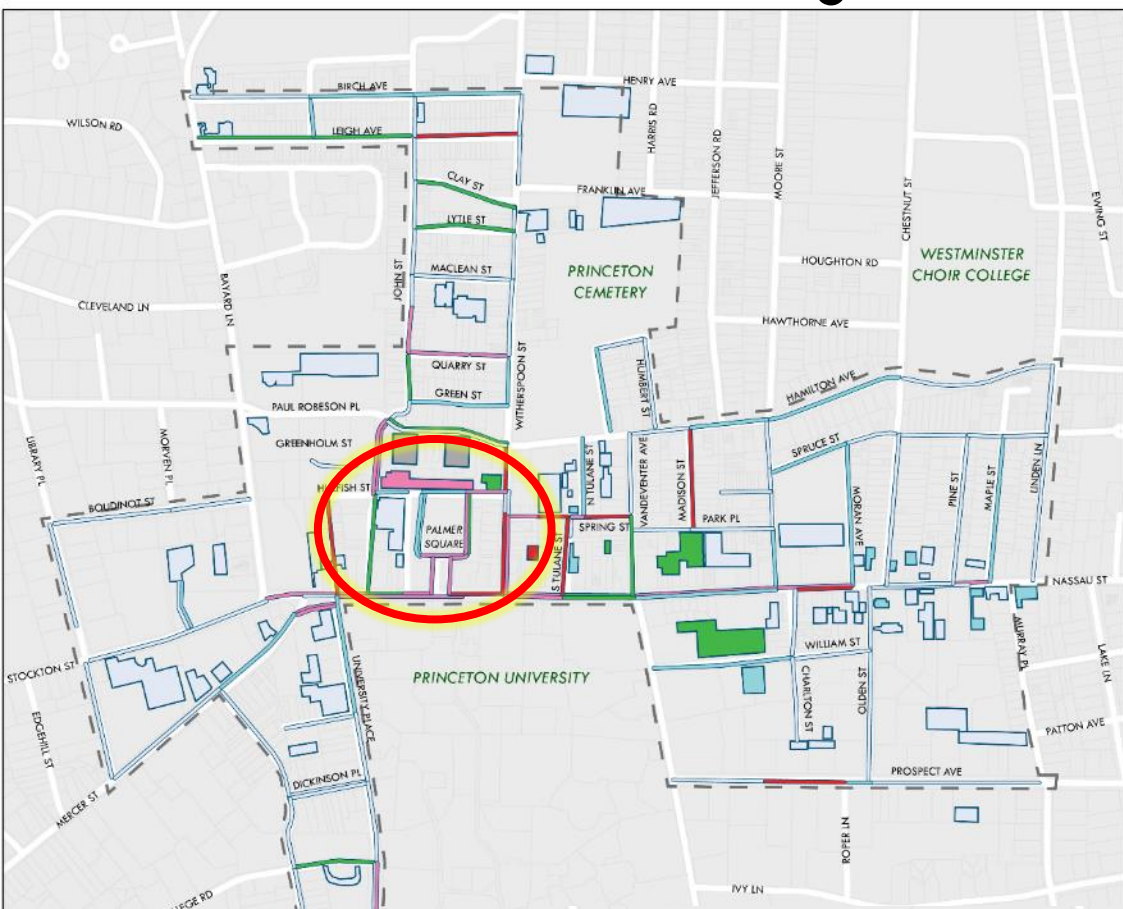 HENRY AVE
BIRCH AVE
WILSON RD
LEIGH AVE
HARRIS RD
JEFFERSON RD
MOORE ST
CHESTNUT ST
EWING ST
CLAY ST
FRANKLIN AVE
LYTLE ST
MACLEAN ST
JOHN ST
BAYARD LN
PRINCETON
CEMETERY
HOUGHTON RD
WESTMINSTER
CHOIR COLLEGE
CLEVELAND LN
HAWTHORNE AVE
QUARRY ST
GREEN ST
WITHERSPOON ST
HUMBERT ST
HAMILTON AVE
PAUL ROBESON PL
GREENHOLM ST
LIBRARY PL
MORVEN PL
SPRUCE ST
N TULANE ST
VANDEVENTER AVE
MADISON ST
MORAN AVE
PINE ST
MAPLE ST
LINDEN LN
BOUDINOT ST
FISH ST
PALMER
SQUARE
SPRING ST
PARK PL
S TULANE ST
NASSAU ST
STOCKTON ST
UNIVERSITY PLACE
PRINCETON UNIVERSITY
WILLIAM ST
CHARLTON ST
OLDEN ST
MURRAY PL
LAKE LN
EDGEHILL ST
PATTON AVE
DICKINSON PL
MERCER ST
PROSPECT AVE
ROPER LN
IVY LN
EGE RD